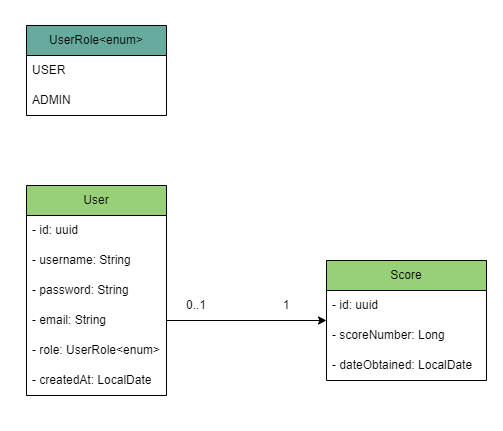 UserRole<enum>
USER
ADMIN
User
- id: uuid
- username: String
- password: String
- email: String
- role: UserRole<enum>
- createdAt: LocalDate
0..1
1
Score
- id: uuid
- scoreNumber: Long
- dateObtained: LocalDate